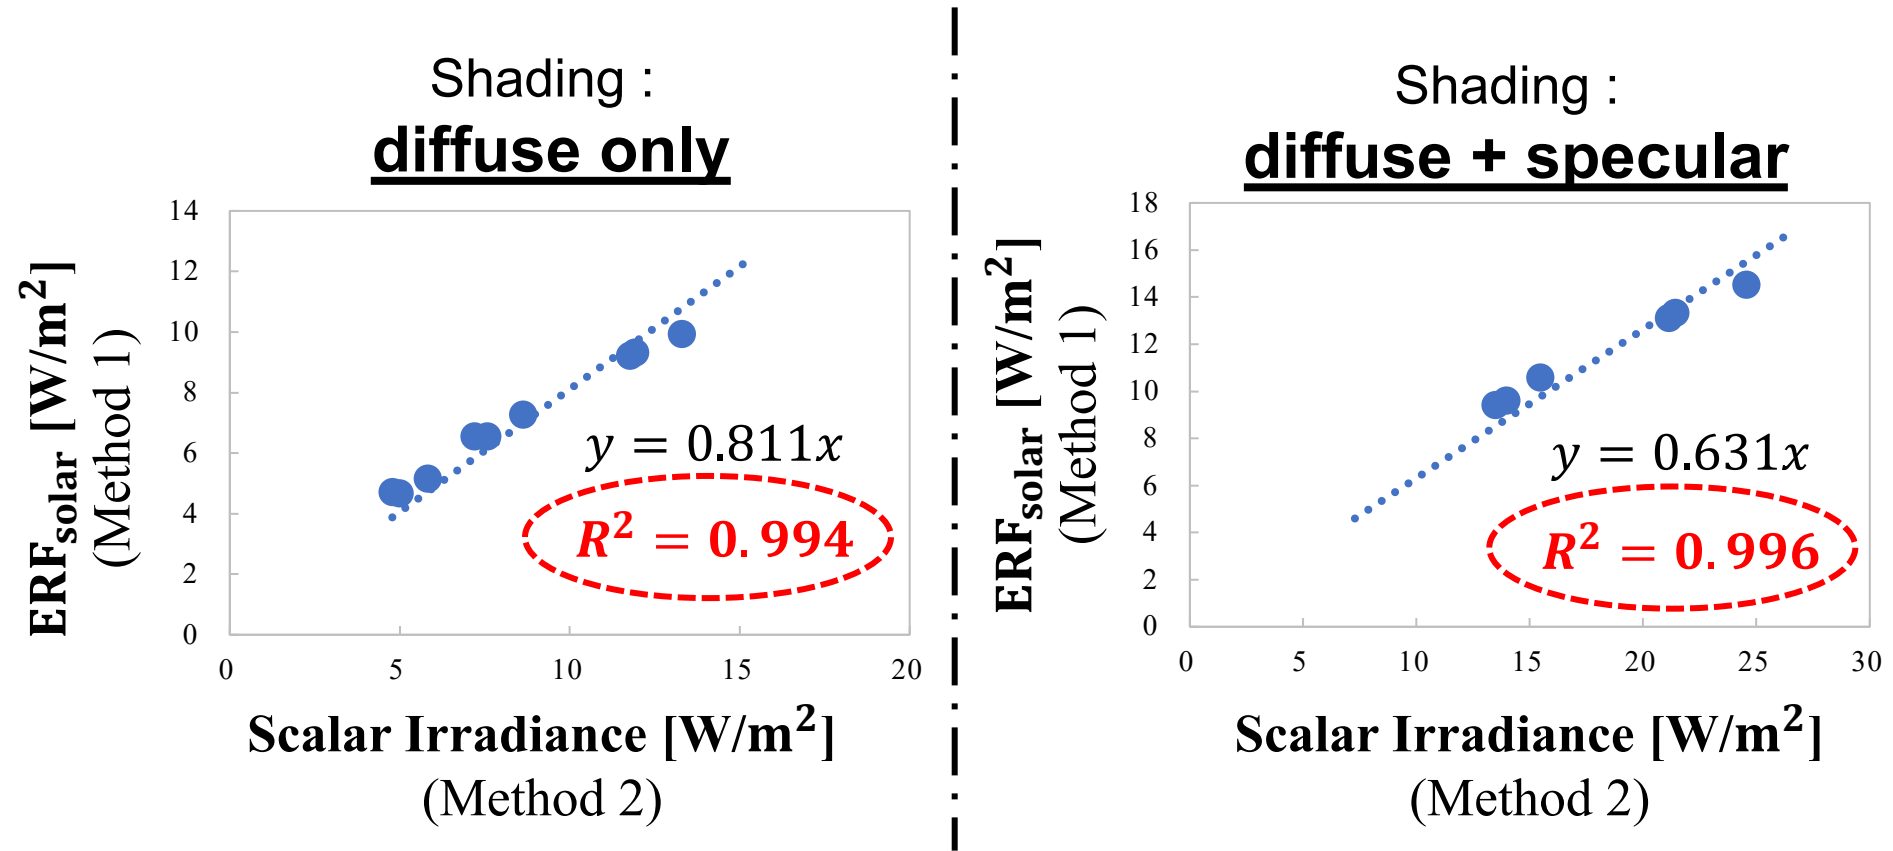 Shading :
diffuse only
14
12
10
8
6
4
2
0
0 5 10 15 20
ERF_solar [W/m²]
(Method 1)
y = 0.811x
R² = 0.994
Scalar Irradiance [W/m²]
(Method 2)
Shading :
diffuse + specular
18
16
14
12
10
8
6
4
2
0
0 5 10 15 20 25 30
ERF_solar [W/m²]
(Method 1)
y = 0.631x
R² = 0.996
Scalar Irradiance [W/m²]
(Method 2)